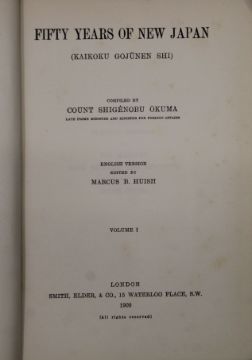 FIFTY YEARS OF NEW JAPAN
(KAIKOKU GOJŪNEN SHI)
COMPILED BY
COUNT SHIGÉNOBU ŌKUMA
LATE PRIME MINISTER AND MINISTER FOR FOREIGN AFFAIRS
ENGLISH VERSION
EDITED BY
MARCUS B. HUISH
VOLUME I
LONDON
SMITH, ELDER, & CO., 15 WATERLOO PLACE, S.W.
1909
(All rights reserved)